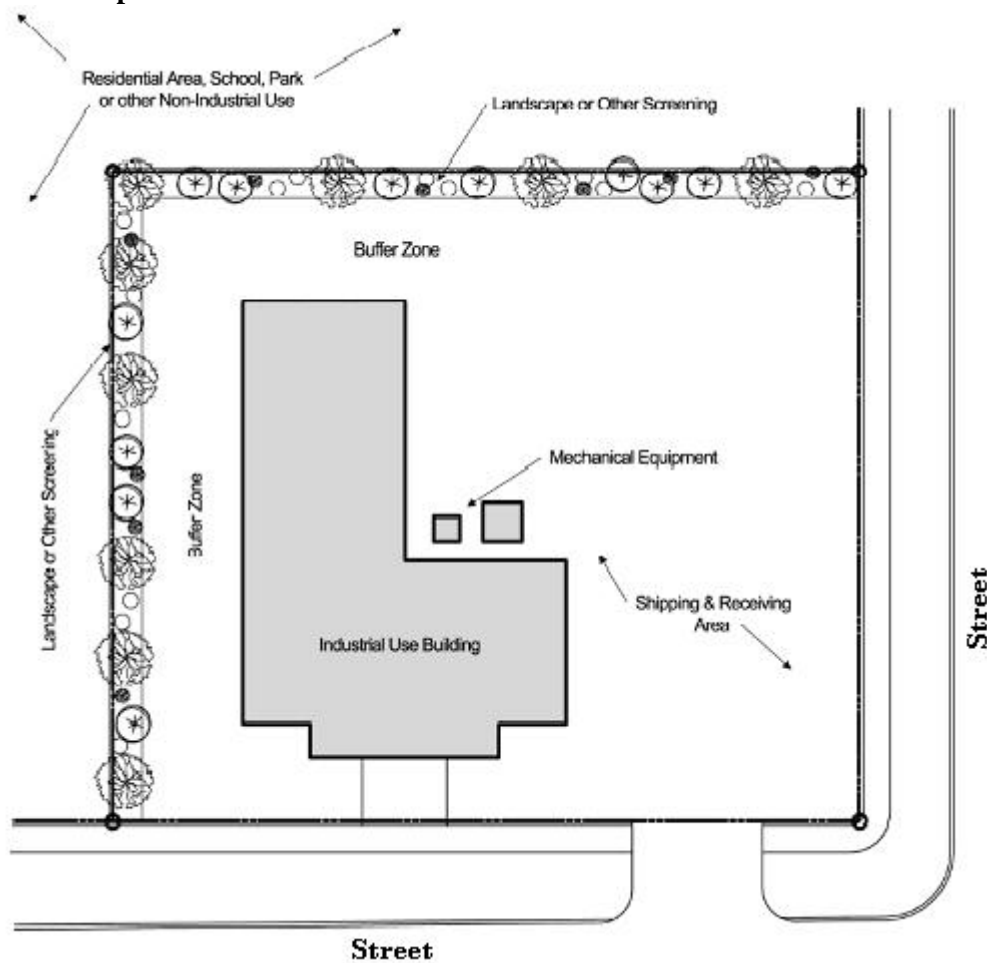 Residential Area, School, Park
or other Non-Industrial Use
Landscape or Other Screening
Buffer Zone
Landscape or Other Screening
Buffer Zone
Mechanical Equipment
Shipping & Receiving
Area
Industrial Use Building
Street
Street